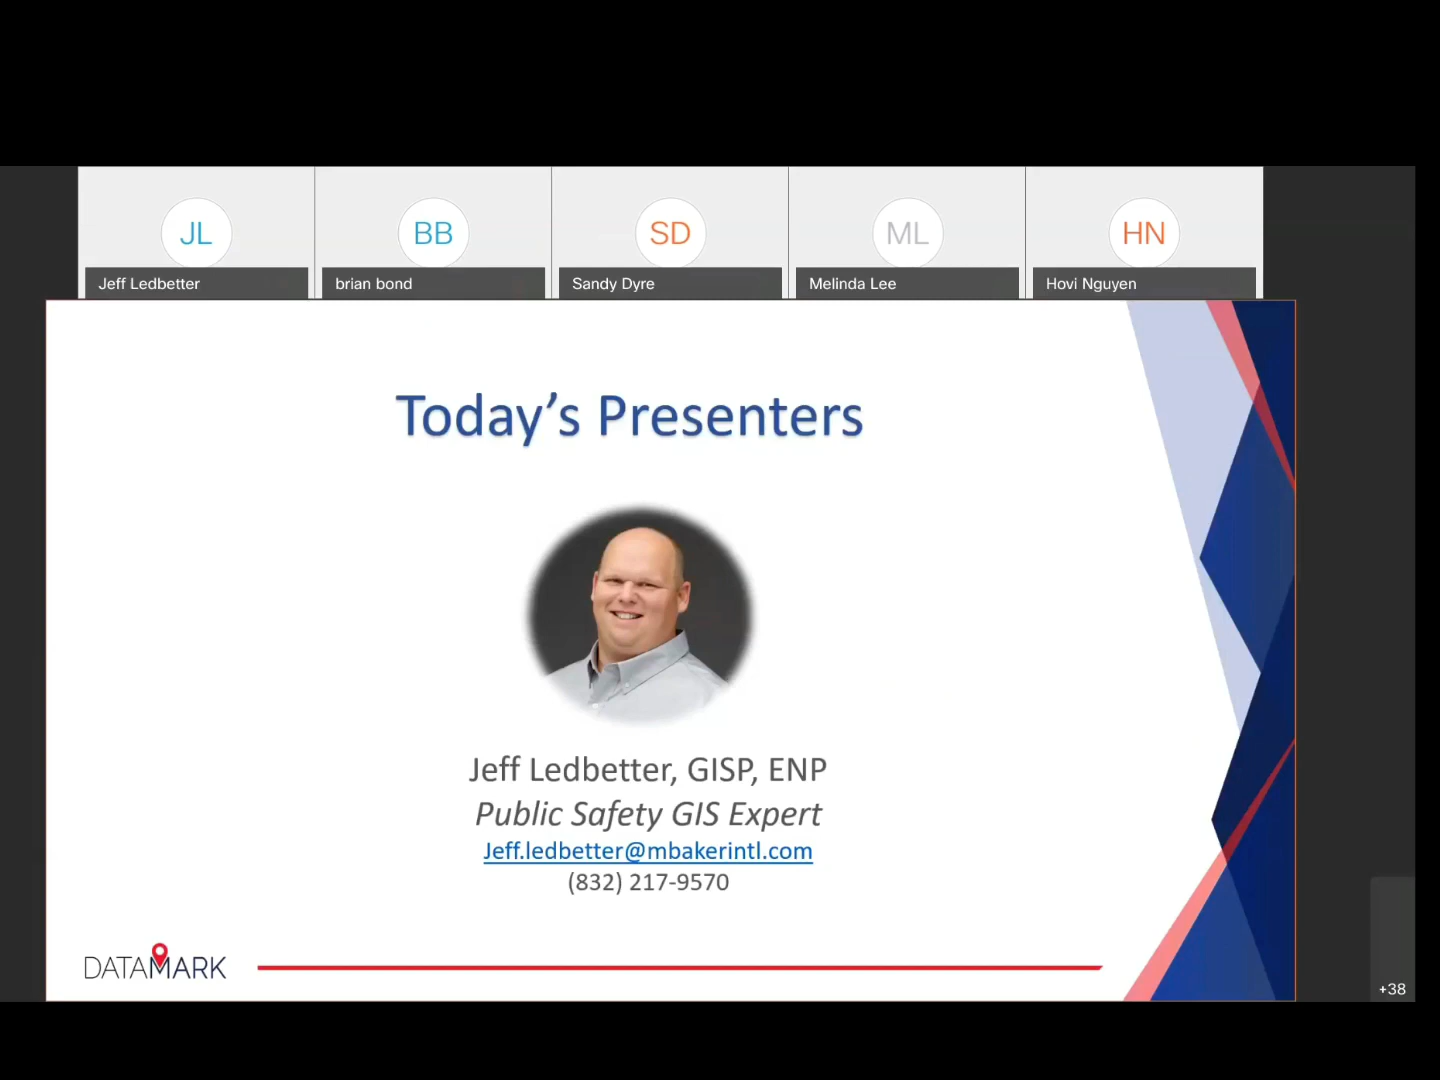 JL
BB
SD
ML
HN
Jeff Ledbetter
brian bond
Sandy Dyre
Melinda Lee
Hovi Nguyen
Today's Presenters
Jeff Ledbetter, GISP, ENP
Public Safety GIS Expert
Jeff.ledbetter@mbakerintl.com
(832) 217-9570
DATAMARK
+38